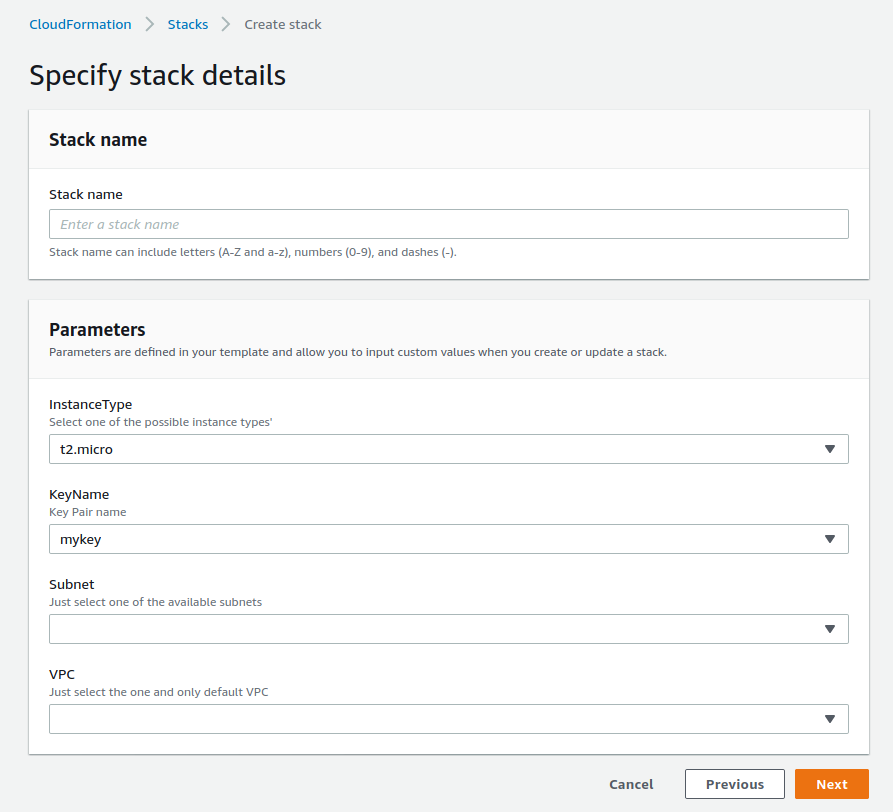 CloudFormation > Stacks > Create stack
Specify stack details
Stack name
Stack name
Enter a stack name
Stack name can include letters (A-Z and a-z), numbers (0-9), and dashes (-).
Parameters
Parameters are defined in your template and allow you to input custom values when you create or update a stack.
InstanceType
Select one of the possible instance types'
t2.micro
KeyName
Key Pair name
mykey
Subnet
Just select one of the available subnets
VPC
Just select the one and only default VPC
Cancel Previous Next